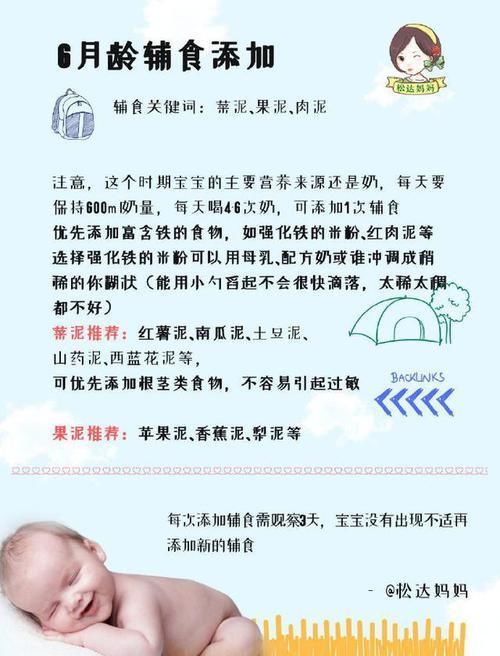 6月龄辅食添加
松达妈妈
辅食关键词：菜泥、果泥、肉泥
注意，这个时期宝宝的主要营养来源还是奶，每天要
保持600ml奶量，每天喝4-6次奶，可添加1次辅食
优先添加富含铁的食物，如强化铁的米粉、红肉泥等
选择强化铁的米粉可以用母乳、配方奶或谁冲调成稍
稀的你糊状（能用小勺舀起不会很快滴落，太稀太稠
都不好）
菜泥推荐：红薯泥、南瓜泥、土豆泥、
山药泥、西蓝花泥等，
可优先添加根茎类食物，不容易引起过敏
BACKLINKS
果泥推荐：苹果泥、香蕉泥、梨泥等
每次添加辅食需观察3天，宝宝没有出现不适再
添加新的辅食
- @松达妈妈